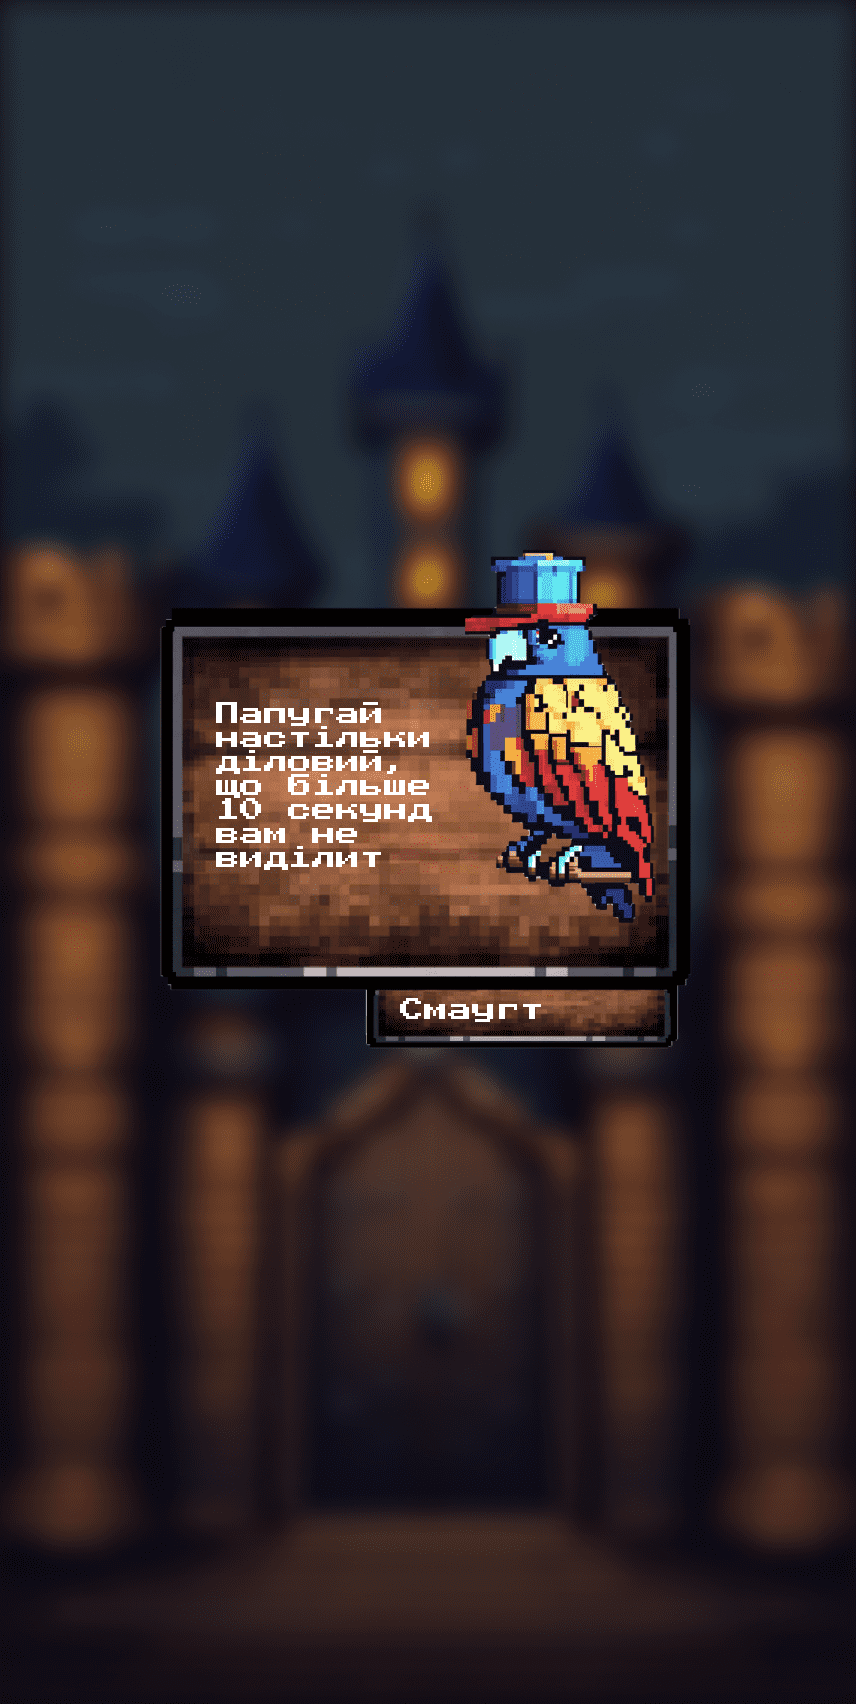 Папугай
настільки
діловий,
що більше
10 секунд
вам не
виділит
Смаугт